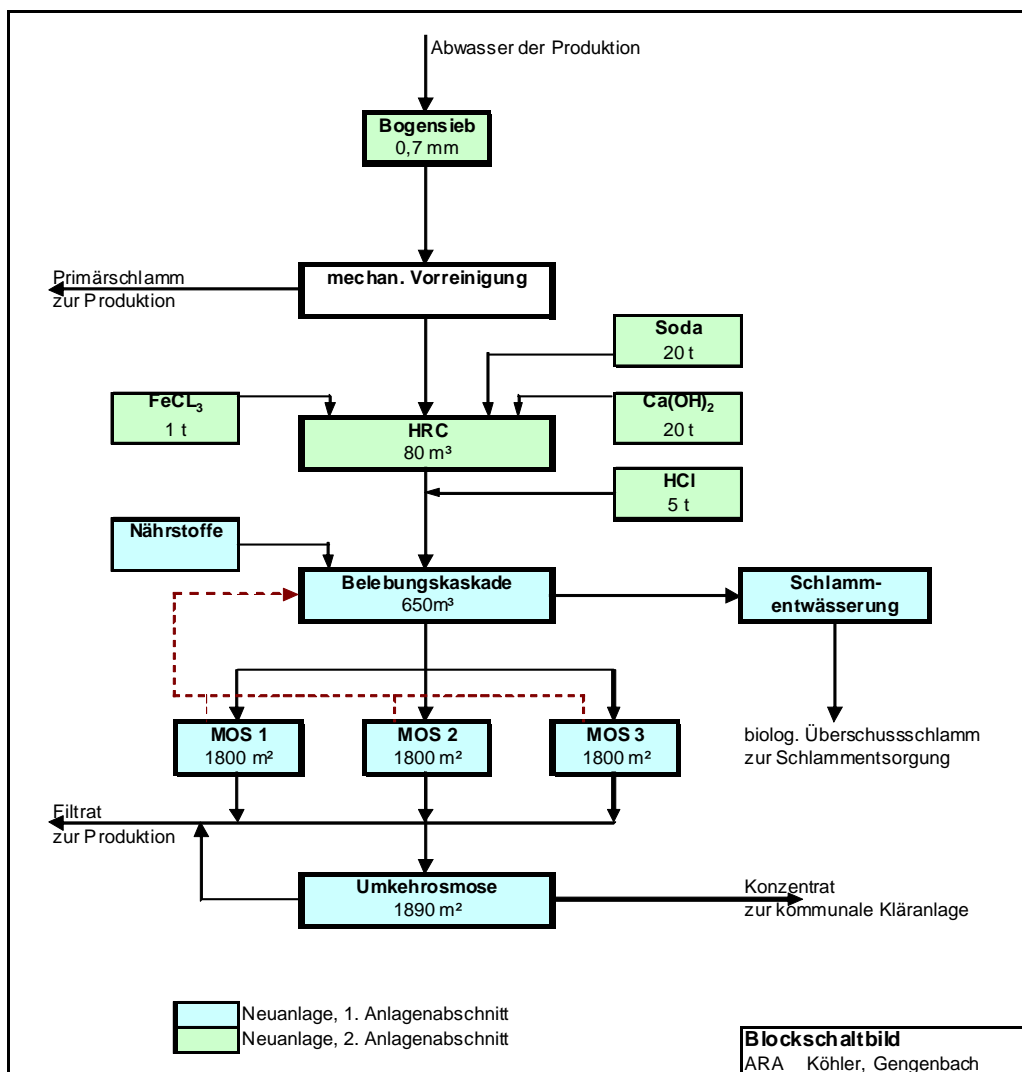 Abwasser der Produktion
Bogensieb
0,7 mm
mechan. Vorreinigung
Primärschlamm
zur Produktion
Soda
20 t
FeCL3
1 t
Ca(OH)2
20 t
HRC
80 m³
HCl
5 t
Nährstoffe
Belebungskaskade
650m³
Schlamm-
entwässerung
MOS 1
1800 m²
MOS 2
1800 m²
MOS 3
1800 m²
biolog. Überschussschlamm
zur Schlammentsorgung
Filtrat
zur Produktion
Umkehrosmose
1890 m²
Konzentrat
zur kommunale Kläranlage
Neuanlage, 1. Anlagenabschnitt
Neuanlage, 2. Anlagenabschnitt
Blockschaltbild
ARA Köhler, Gengenbach